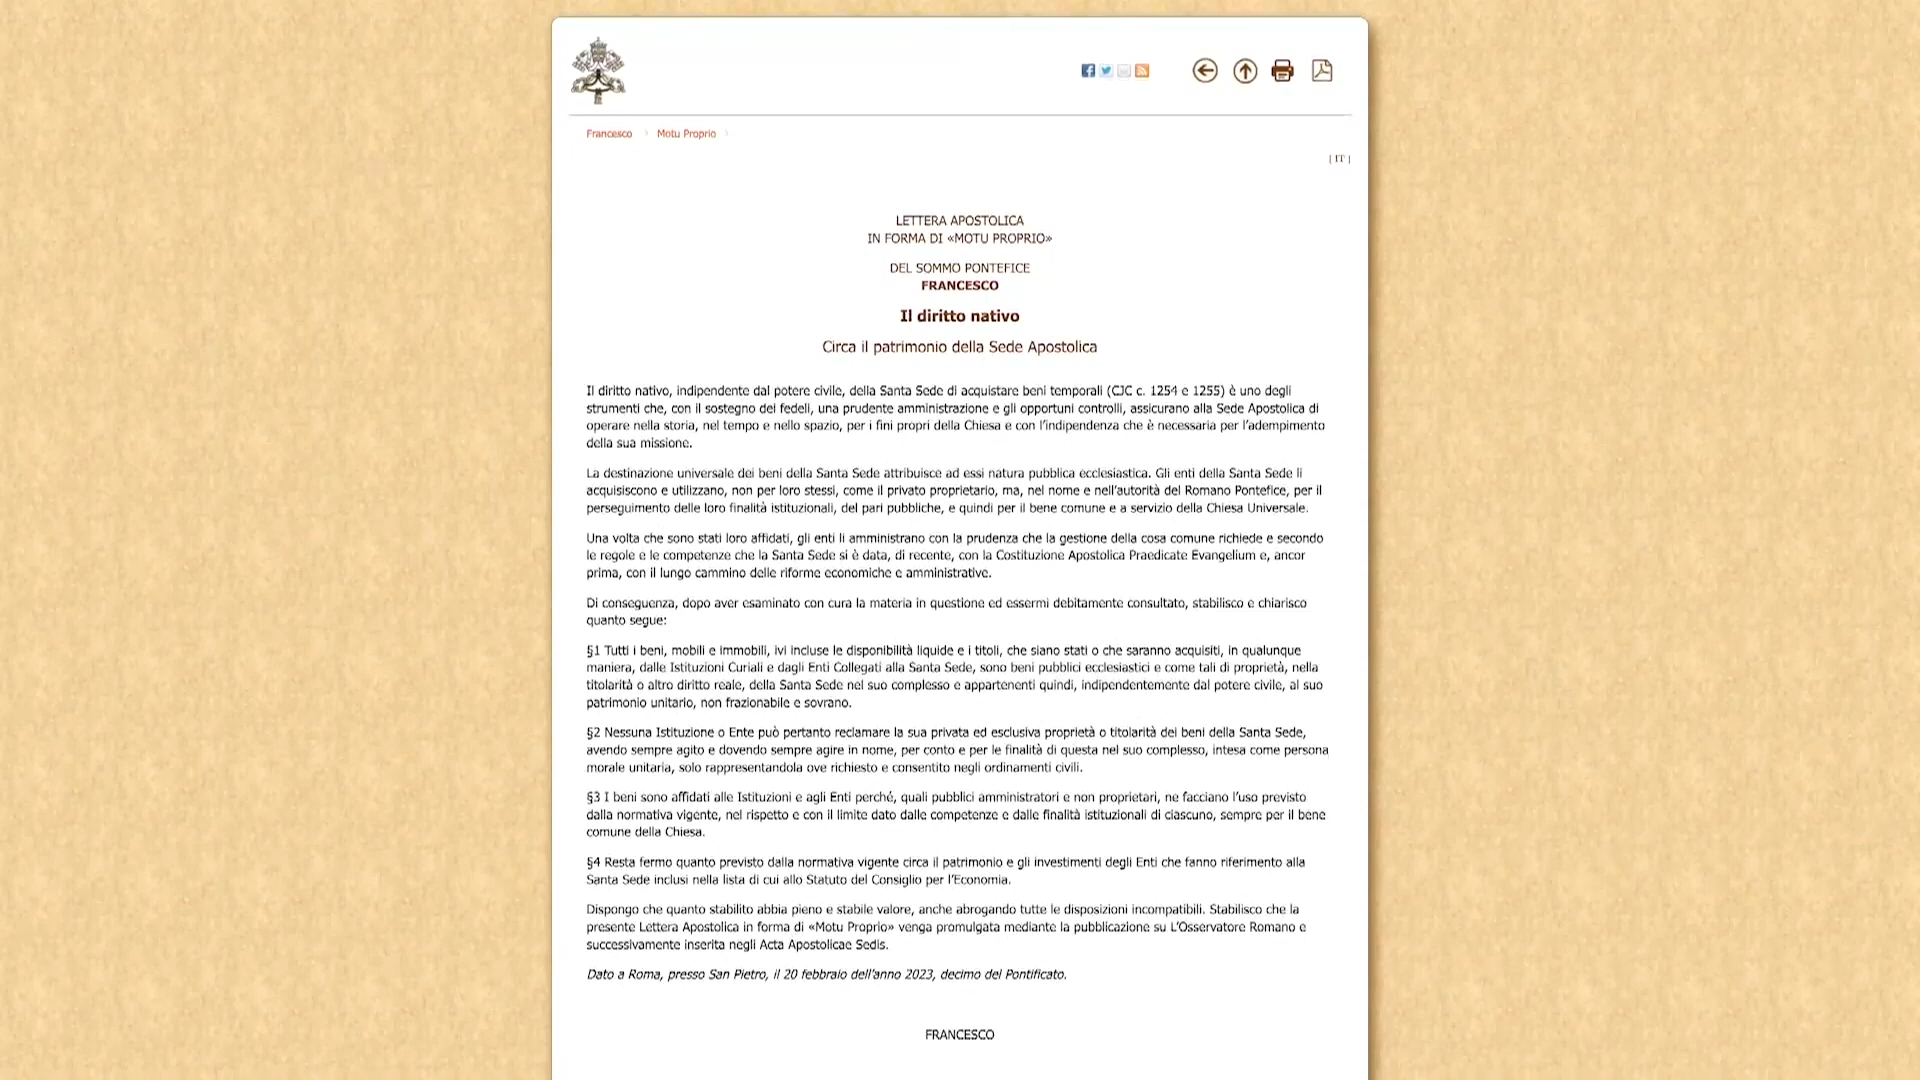 Francesco
Motu Proprio
| IT |
LETTERA APOSTOLICA
IN FORMA DI «MOTU PROPRIO»
DEL SOMMO PONTEFICE
FRANCESCO
Il diritto nativo
Circa il patrimonio della Sede Apostolica
Il diritto nativo, indipendente dal potere civile, della Santa Sede di acquistare beni temporali (CJC c. 1254 e 1255) è uno degli
strumenti che, con il sostegno dei fedeli, una prudente amministrazione e gli opportuni controlli, assicurano alla Sede Apostolica di
operare nella storia, nel tempo e nello spazio, per i fini propri della Chiesa e con l'indipendenza che è necessaria per l'adempimento
della sua missione.
La destinazione universale dei beni della Santa Sede attribuisce ad essi natura pubblica ecclesiastica. Gli enti della Santa Sede li
acquisiscono e utilizzano, non per loro stessi, come il privato proprietario, ma, nel nome e nell'autorità del Romano Pontefice, per il
perseguimento delle loro finalità istituzionali, del pari pubbliche, e quindi per il bene comune e a servizio della Chiesa Universale.
Una volta che sono stati loro affidati, gli enti li amministrano con la prudenza che la gestione della cosa comune richiede e secondo
le regole e le competenze che la Santa Sede si è data, di recente, con la Costituzione Apostolica Praedicate Evangelium e, ancor
prima, con il lungo cammino delle riforme economiche e amministrative.
Di conseguenza, dopo aver esaminato con cura la materia in questione ed essermi debitamente consultato, stabilisco e chiarisco
quanto segue:
§1 Tutti i beni, mobili e immobili, ivi incluse le disponibilità liquide e i titoli, che siano stati o che saranno acquisiti, in qualunque
maniera, dalle Istituzioni Curiali e dagli Enti Collegati alla Santa Sede, sono beni pubblici ecclesiastici e come tali di proprietà, nella
titolarità o altro diritto reale, della Santa Sede nel suo complesso e appartenenti quindi, indipendentemente dal potere civile, al suo
patrimonio unitario, non frazionabile e sovrano.
§2 Nessuna Istituzione o Ente può pertanto reclamare la sua privata ed esclusiva proprietà o titolarità dei beni della Santa Sede,
avendo sempre agito e dovendo sempre agire in nome, per conto e per le finalità di questa nel suo complesso, intesa come persona
morale unitaria, solo rappresentandola ove richiesto e consentito negli ordinamenti civili.
§3 I beni sono affidati alle Istituzioni e agli Enti perché, quali pubblici amministratori e non proprietari, ne facciano l'uso previsto
dalla normativa vigente, nel rispetto e con il limite dato dalle competenze e dalle finalità istituzionali di ciascuno, sempre per il bene
comune della Chiesa.
§4 Resta fermo quanto previsto dalla normativa vigente circa il patrimonio e gli investimenti degli Enti che fanno riferimento alla
Santa Sede inclusi nella lista di cui allo Statuto del Consiglio per l'Economia.
Dispongo che quanto stabilito abbia pieno e stabile valore, anche abrogando tutte le disposizioni incompatibili. Stabilisco che la
presente Lettera Apostolica in forma di «Motu Proprio» venga promulgata mediante la pubblicazione su L'Osservatore Romano e
successivamente inserita negli Acta Apostolicae Sedis.
Dato a Roma, presso San Pietro, il 20 febbraio dell'anno 2023, decimo del Pontificato.
FRANCESCO